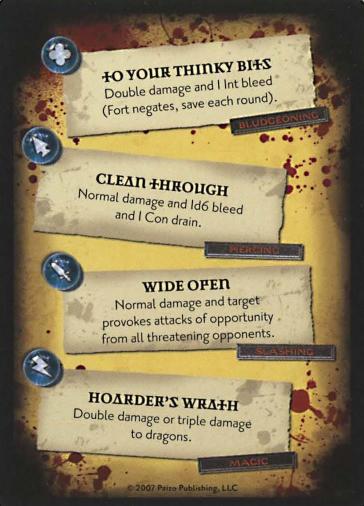 TO YOUR THINKY BITS
Double damage and 1 Int bleed
(Fort negates, save each round).
BLUDGEONING
CLEAN THROUGH
Normal damage and 1d6 bleed
and 1 Con drain.
PIERCING
WIDE OPEN
Normal damage and target
provokes attacks of opportunity
from all threatening opponents.
SLASHING
HOARDER'S WRATH
Double damage or triple damage
to dragons.
MAGIC
© 2007 Paizo Publishing, LLC